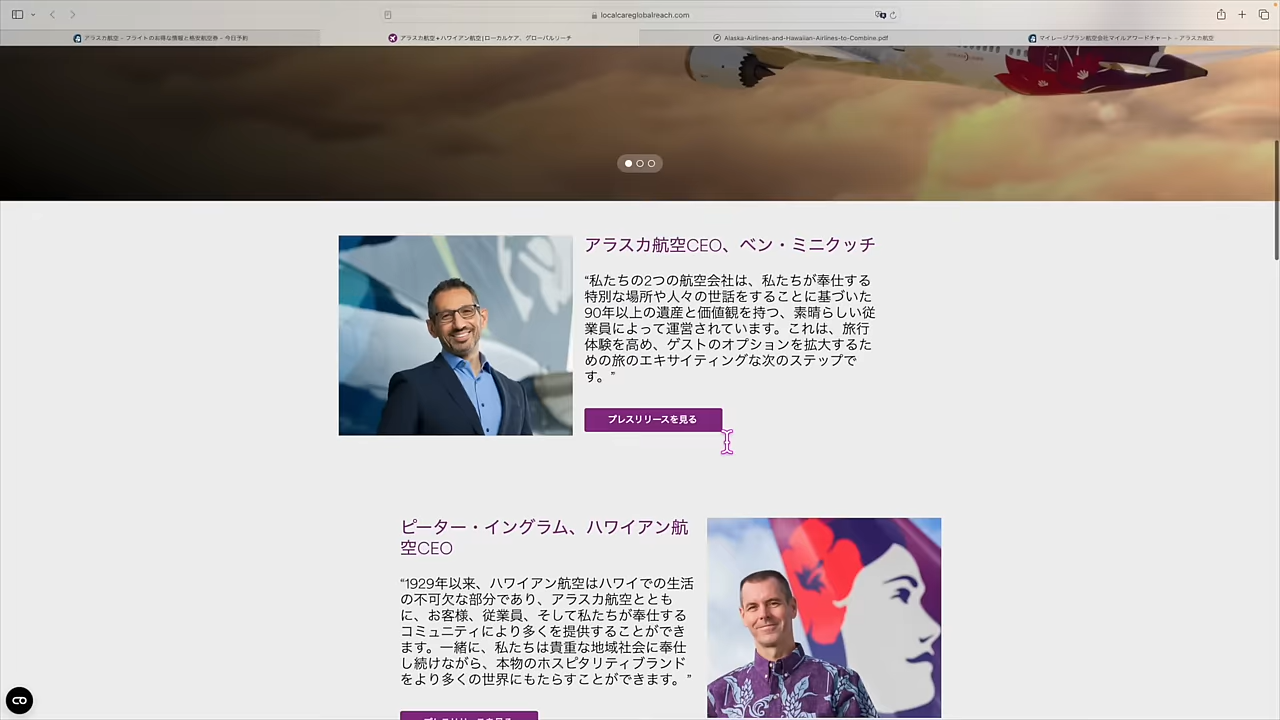 localcareglobalreach.com
アラスカ航空 - フライトのお得な情報と格安航空券 - 今日予約
アラスカ航空+ハワイアン航空|ローカルケア、グローバルリーチ
Alaska-Airlines-and-Hawaiian-Airlines-to-Combine.pdf
マイレージプラン航空会社マイルアワードチャート - アラスカ航空
アラスカ航空CEO、ベン・ミニクッチ
“私たちの2つの航空会社は、私たちが奉仕する
特別な場所や人々の世話をすることに基づいた
90年以上の遺産と価値観を持つ、素晴らしい従
業員によって運営されています。これは、旅行
体験を高め、ゲストのオプションを拡大するた
めの旅のエキサイティングな次のステップで
す。”
プレスリリースを見る
ピーター・イングラム、ハワイアン航
空CEO
“1929年以来、ハワイアン航空はハワイでの生活
の不可欠な部分であり、アラスカ航空ととも
に、お客様、従業員、そして私たちが奉仕する
コミュニティにより多くを提供することができ
ます。一緒に、私たちは貴重な地域社会に奉仕
し続けながら、本物のホスピタリティブランド
をより多くの世界にもたらすことができます。”
プレスリリースを見る